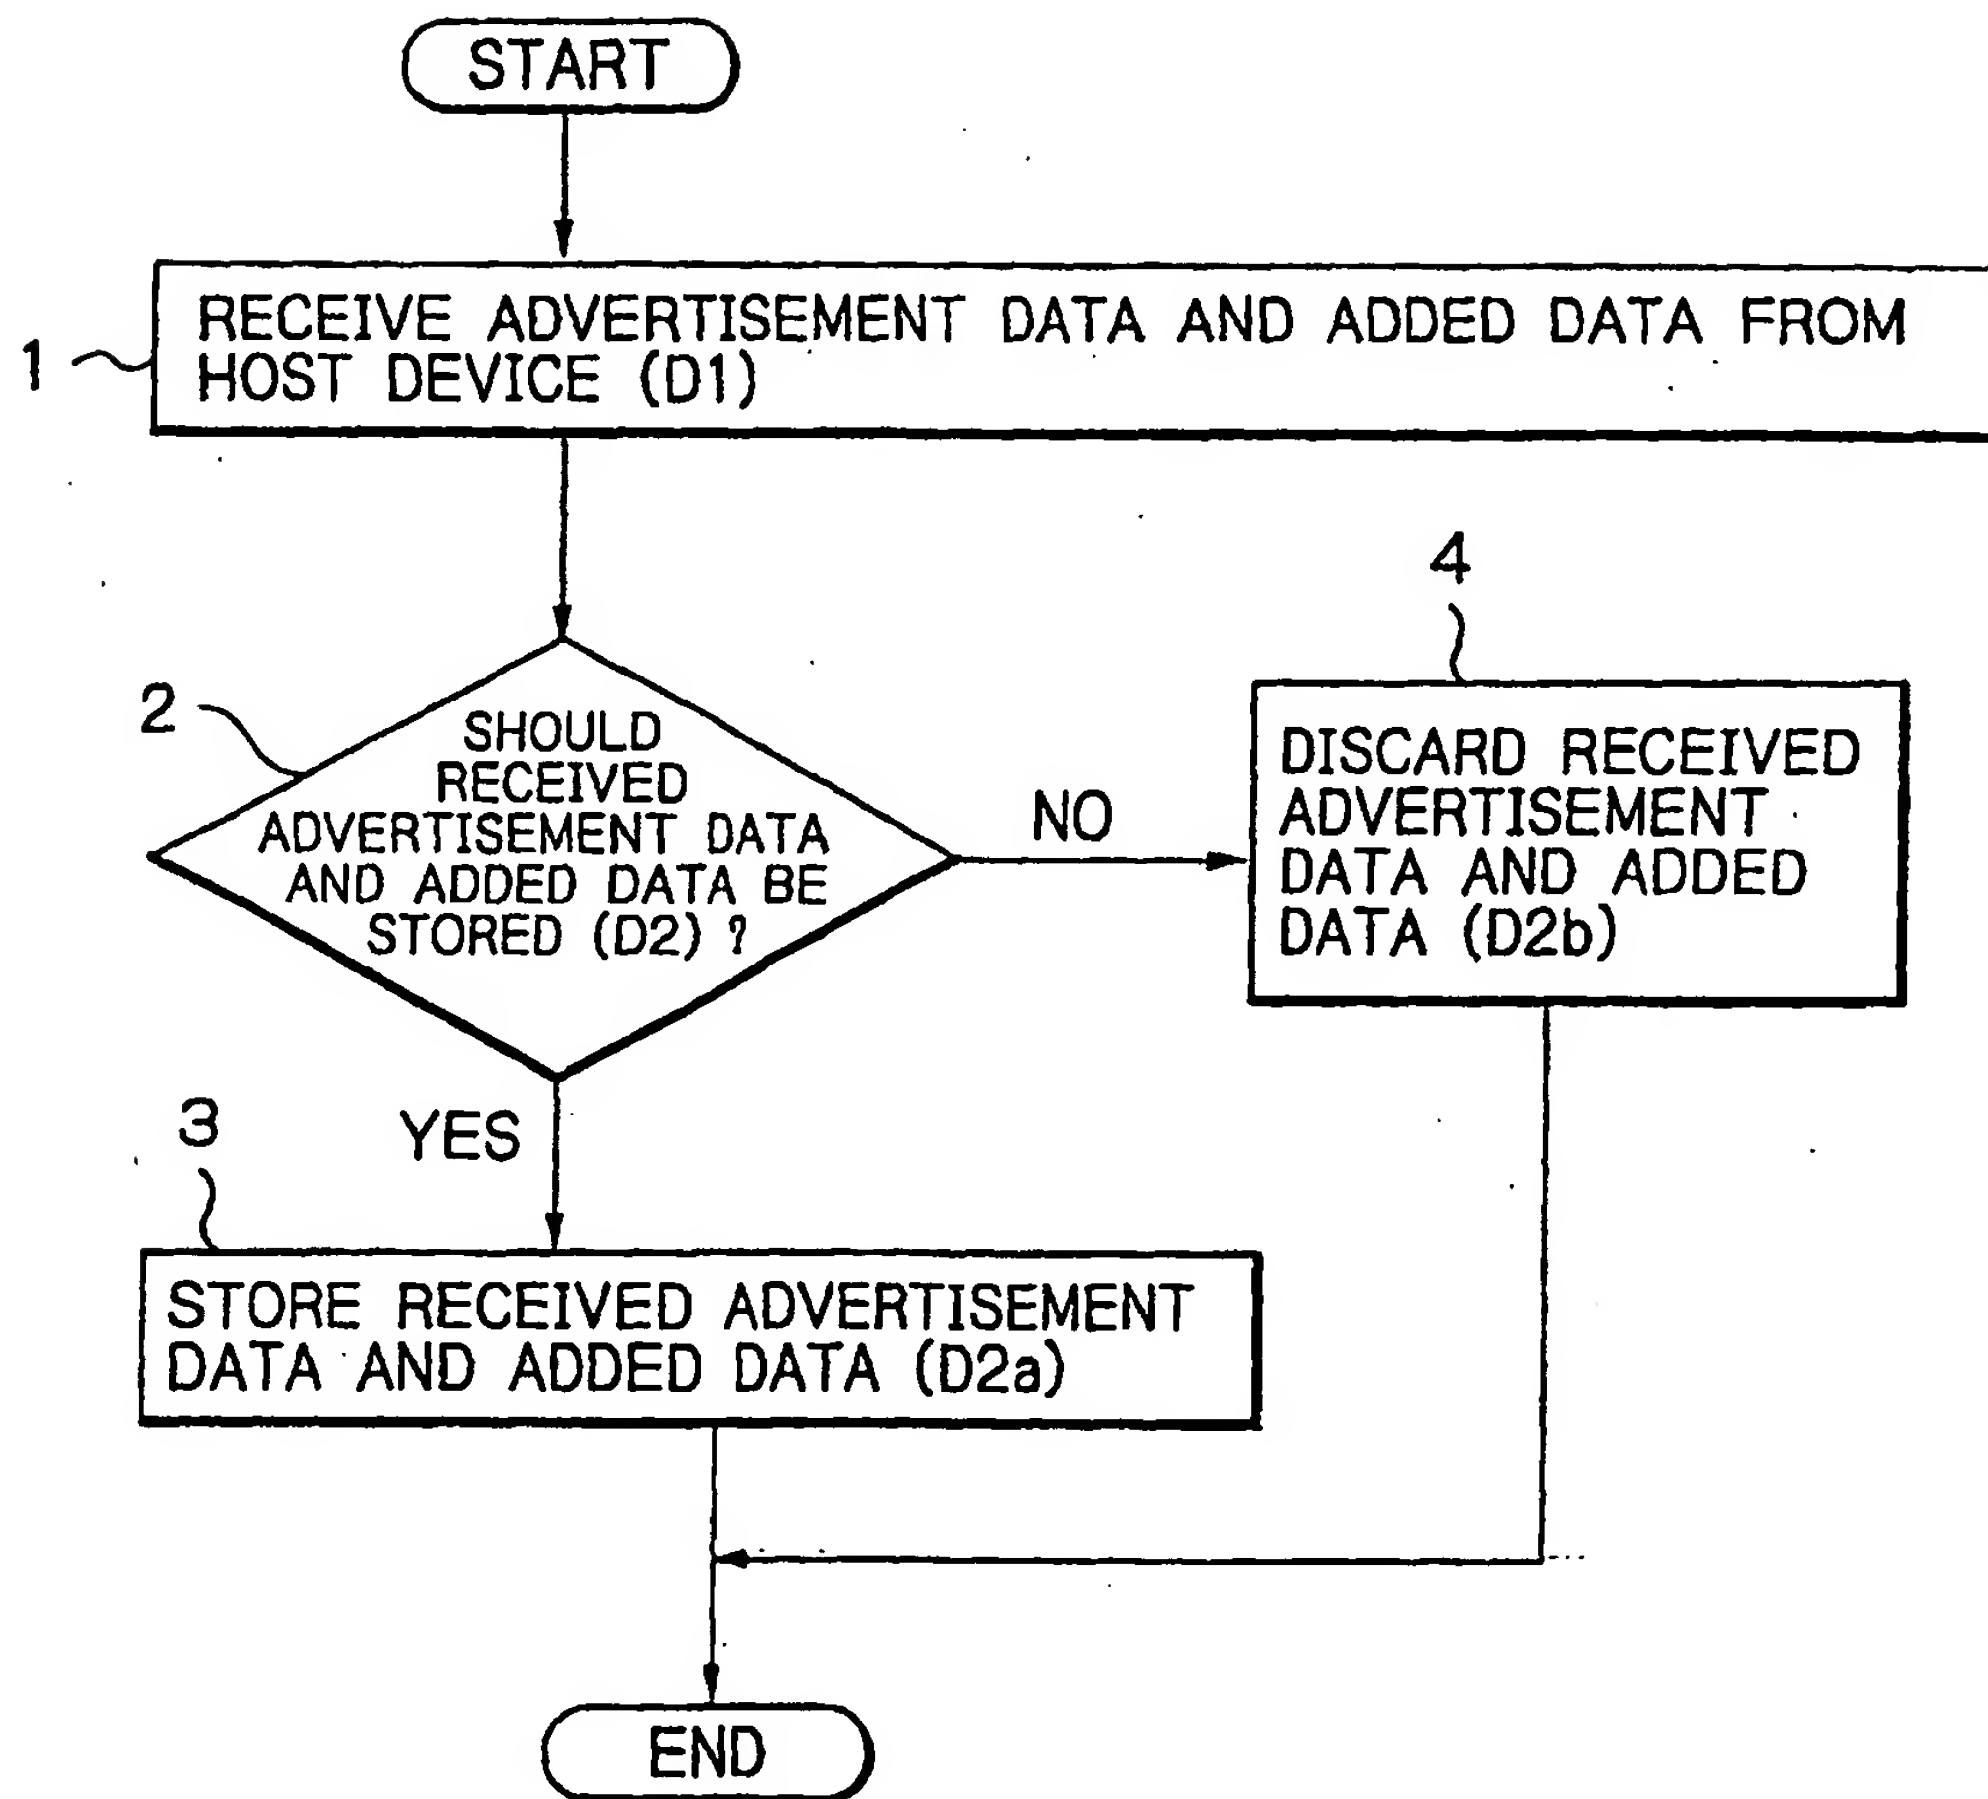 START
1
RECEIVE ADVERTISEMENT DATA AND ADDED DATA FROM
HOST DEVICE (D1)
2
SHOULD
RECEIVED
ADVERTISEMENT DATA
AND ADDED DATA BE
STORED (D2) ?
NO
4
DISCARD RECEIVED
ADVERTISEMENT
DATA AND ADDED
DATA (D2b)
YES
3
STORE RECEIVED ADVERTISEMENT
DATA AND ADDED DATA (D2a)
END